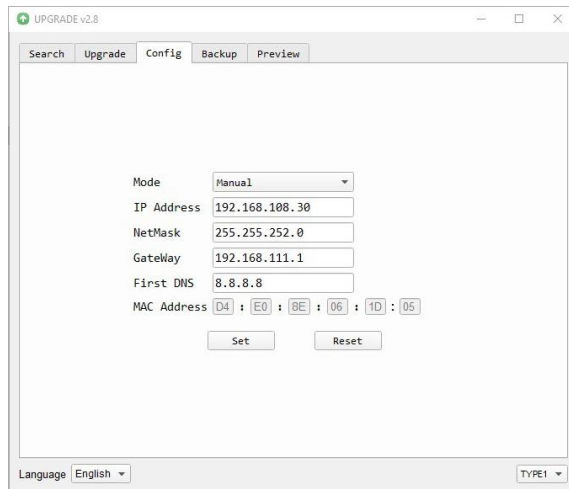 UPGRADE v2.8
Search Upgrade Config Backup Preview
Mode Manual
IP Address 192.168.108.30
NetMask 255.255.252.0
GateWay 192.168.111.1
First DNS 8.8.8.8
MAC Address D4 : E0 : 8E : 06 : 1D : 05
Set Reset
Language English TYPE1